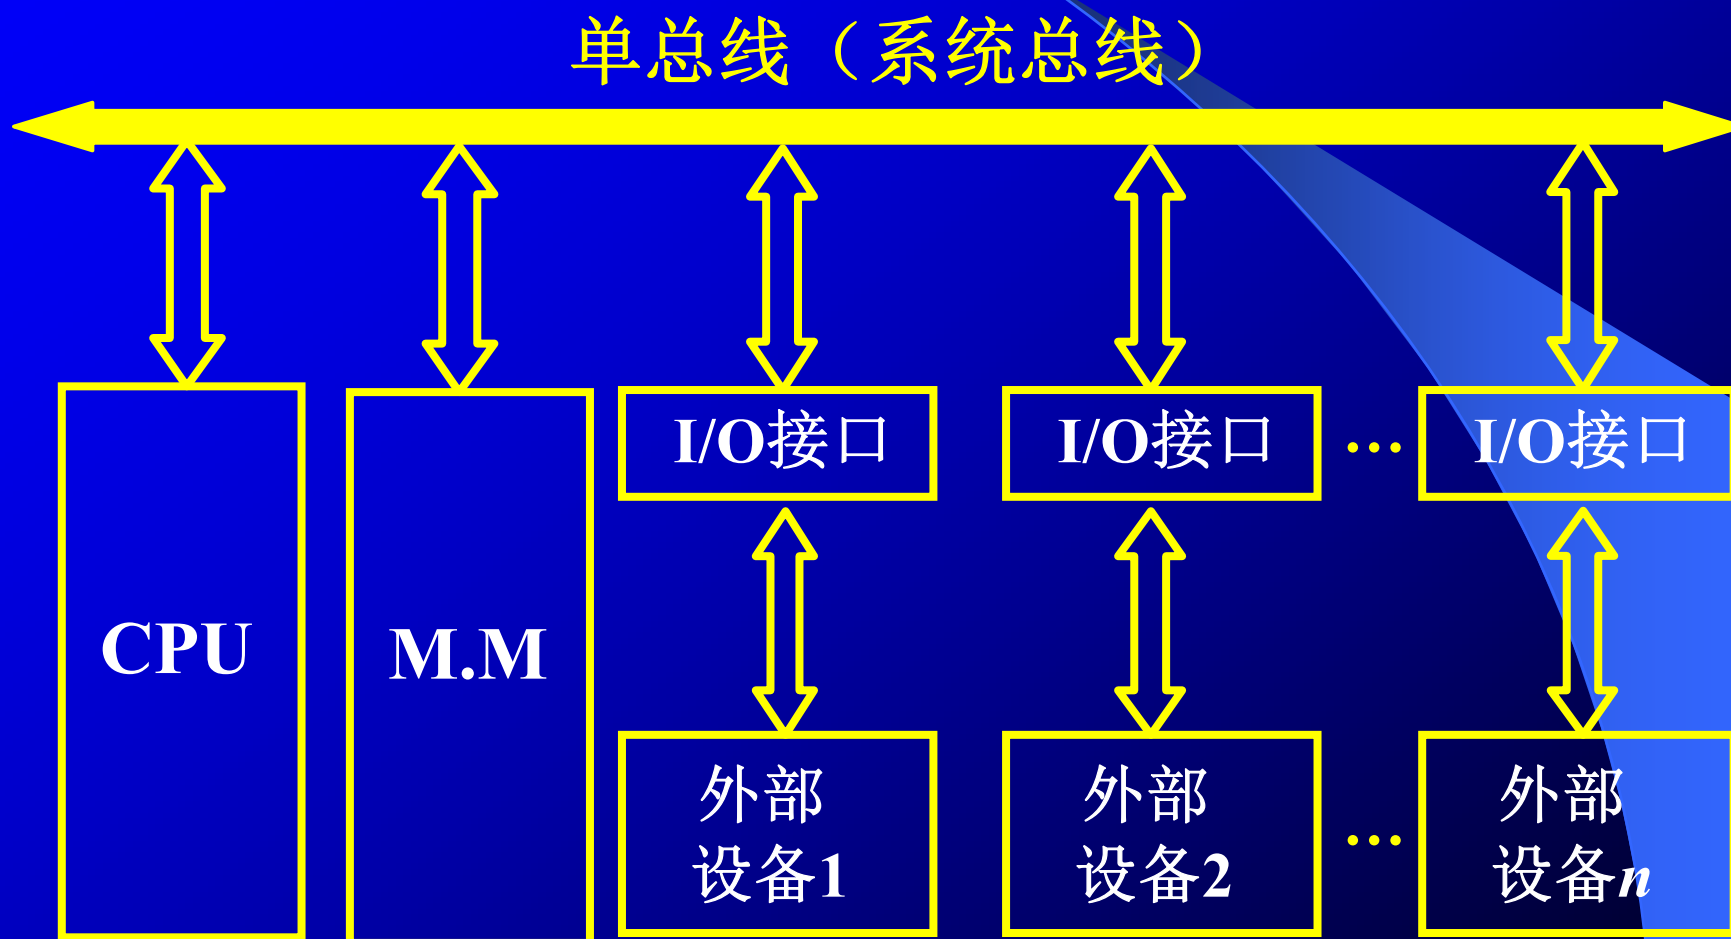 单总线（系统总线）
I/O接口
I/O接口
...
I/O接口
CPU
M.M
外部
设备1
外部
设备2
...
外部
设备n